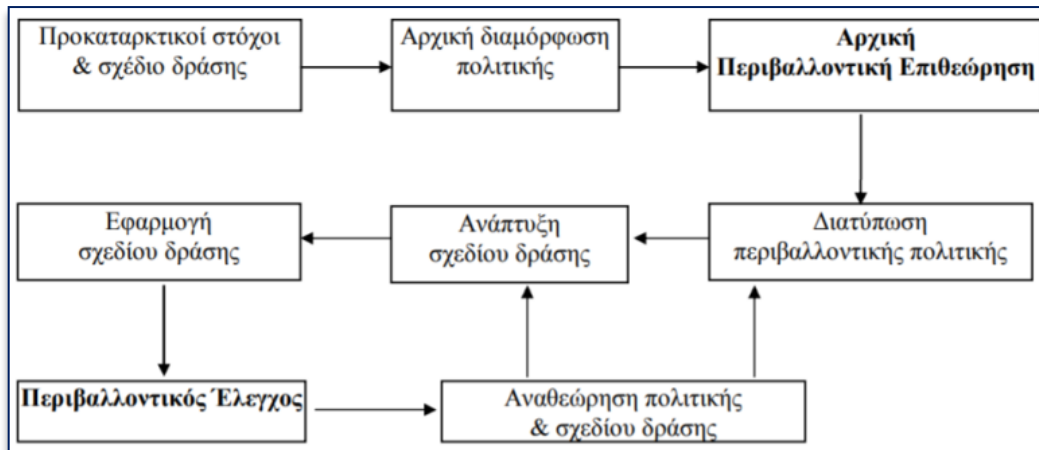 Προκαταρκτικοί στόχοι
& σχέδιο δράσης
Αρχική διαμόρφωση
πολιτικής
Αρχική
Περιβαλλοντική Επιθεώρηση
Εφαρμογή
σχεδίου δράσης
Ανάπτυξη
σχεδίου δράσης
Διατύπωση
περιβαλλοντικής πολιτικής
Περιβαλλοντικός Έλεγχος
Αναθεώρηση πολιτικής
& σχεδίου δράσης